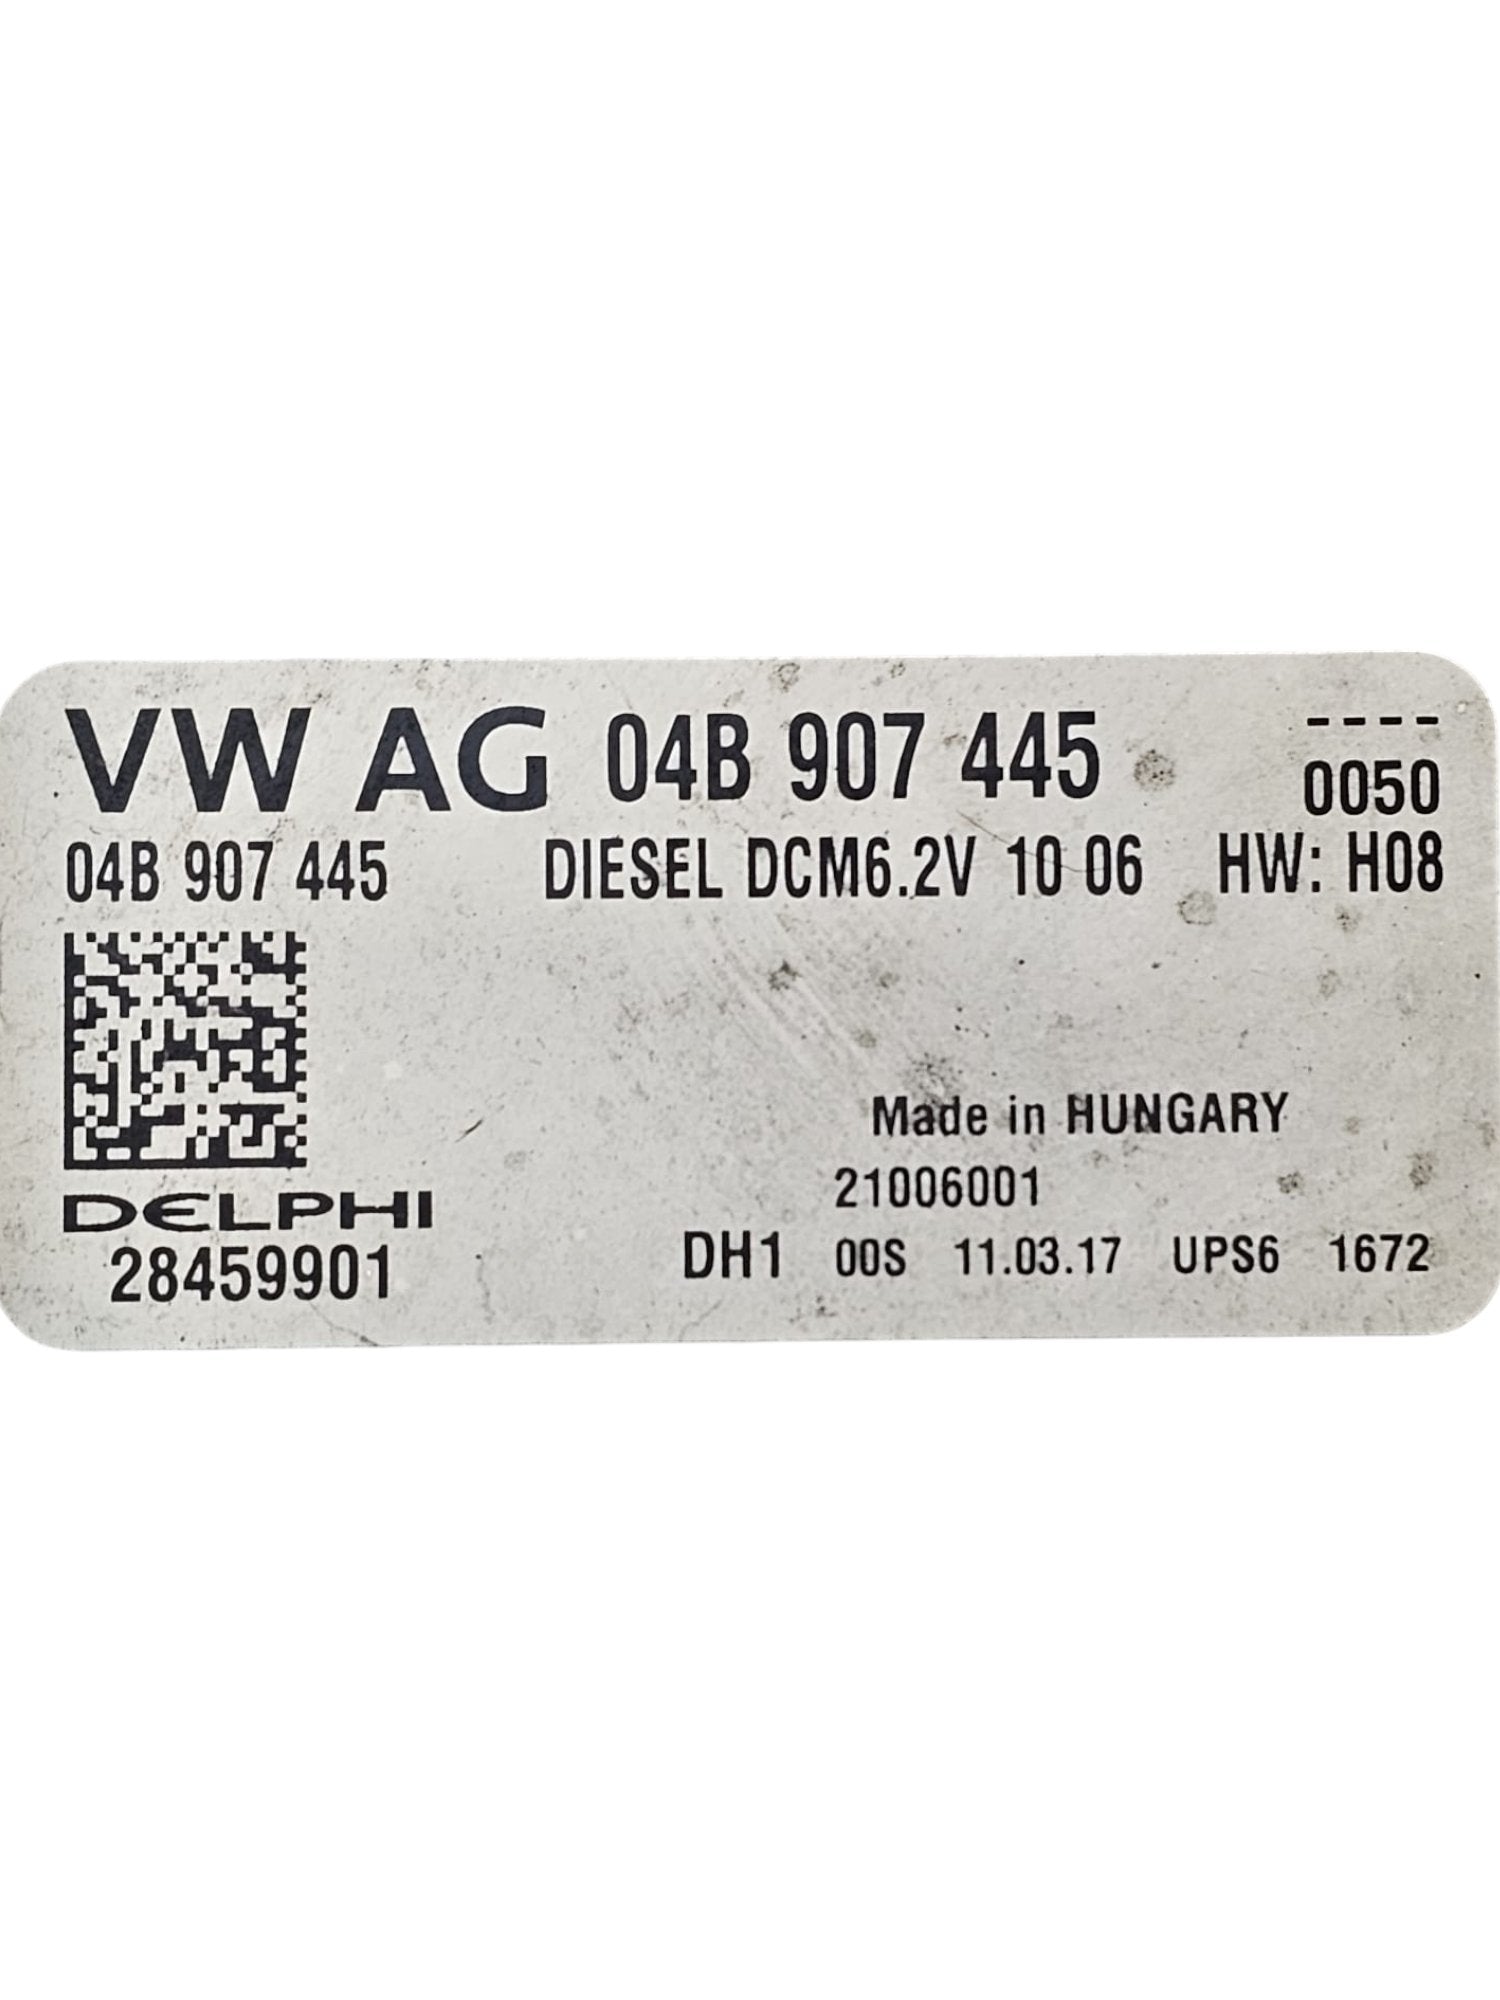 VW AG 04B 907 445 ----
0050
04B 907 445 DIESEL DCM6.2V 10 06 HW: H08
Made in HUNGARY
21006001
DELPHI
28459901 DH1 00S 11.03.17 UPS6 1672